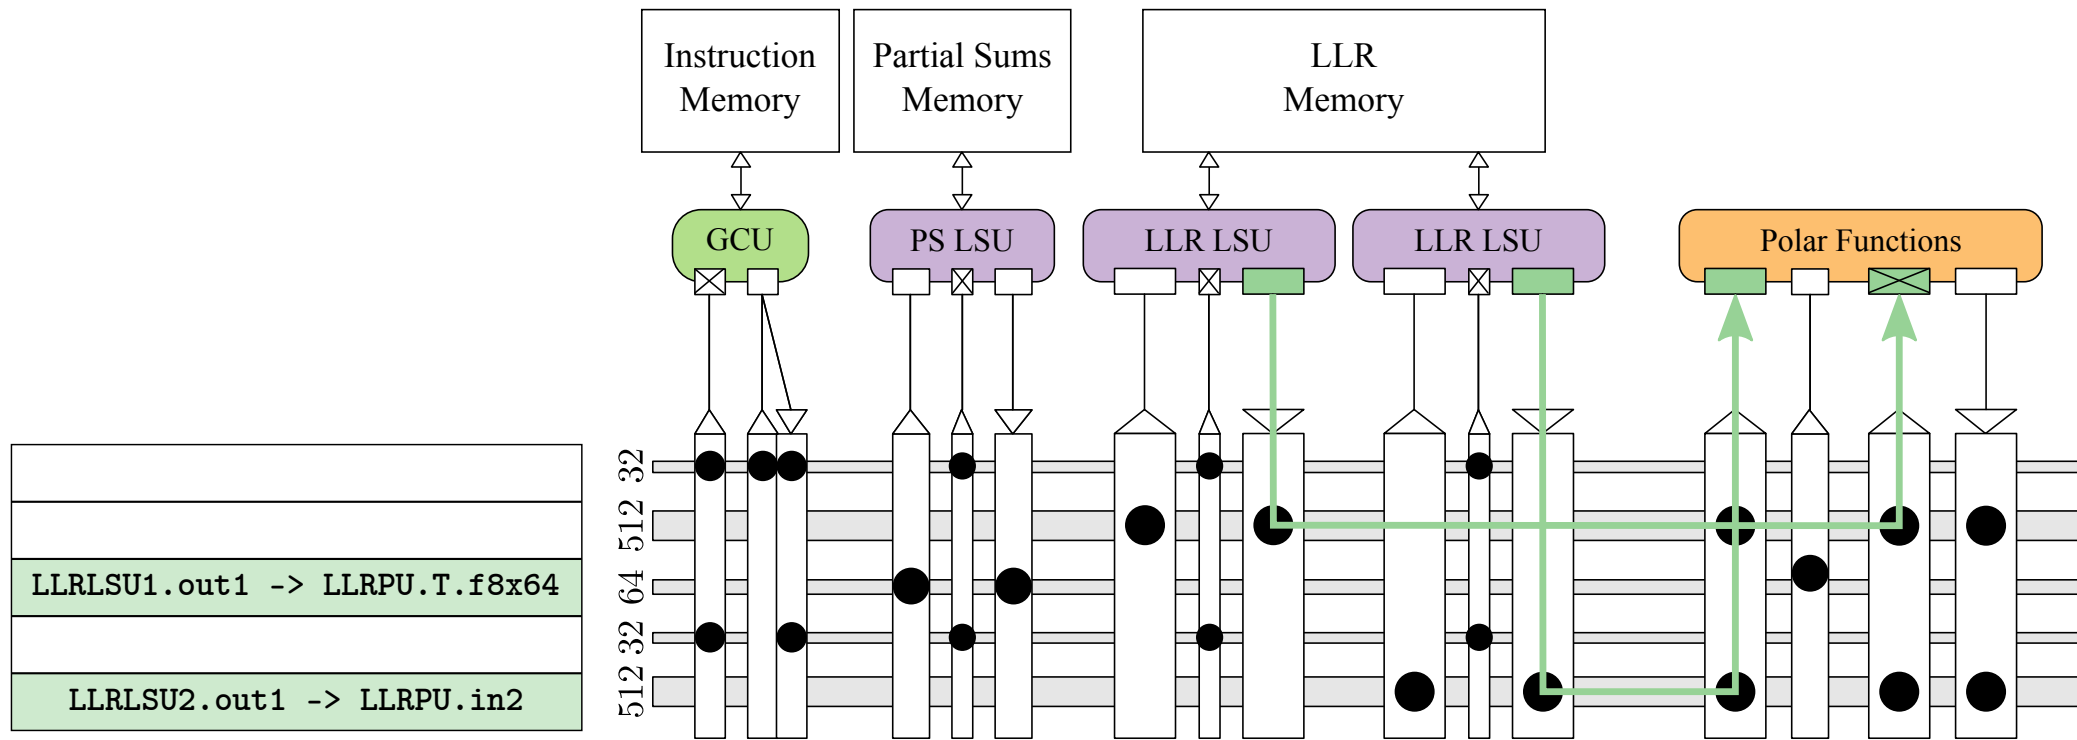 Instruction
Memory
Partial Sums
Memory
LLR
Memory
GCU
PS LSU
LLR LSU
LLR LSU
Polar Functions
32
512
64
32
512
LLRLSU1.out1 -> LLRPU.T.f8x64
LLRLSU2.out1 -> LLRPU.in2